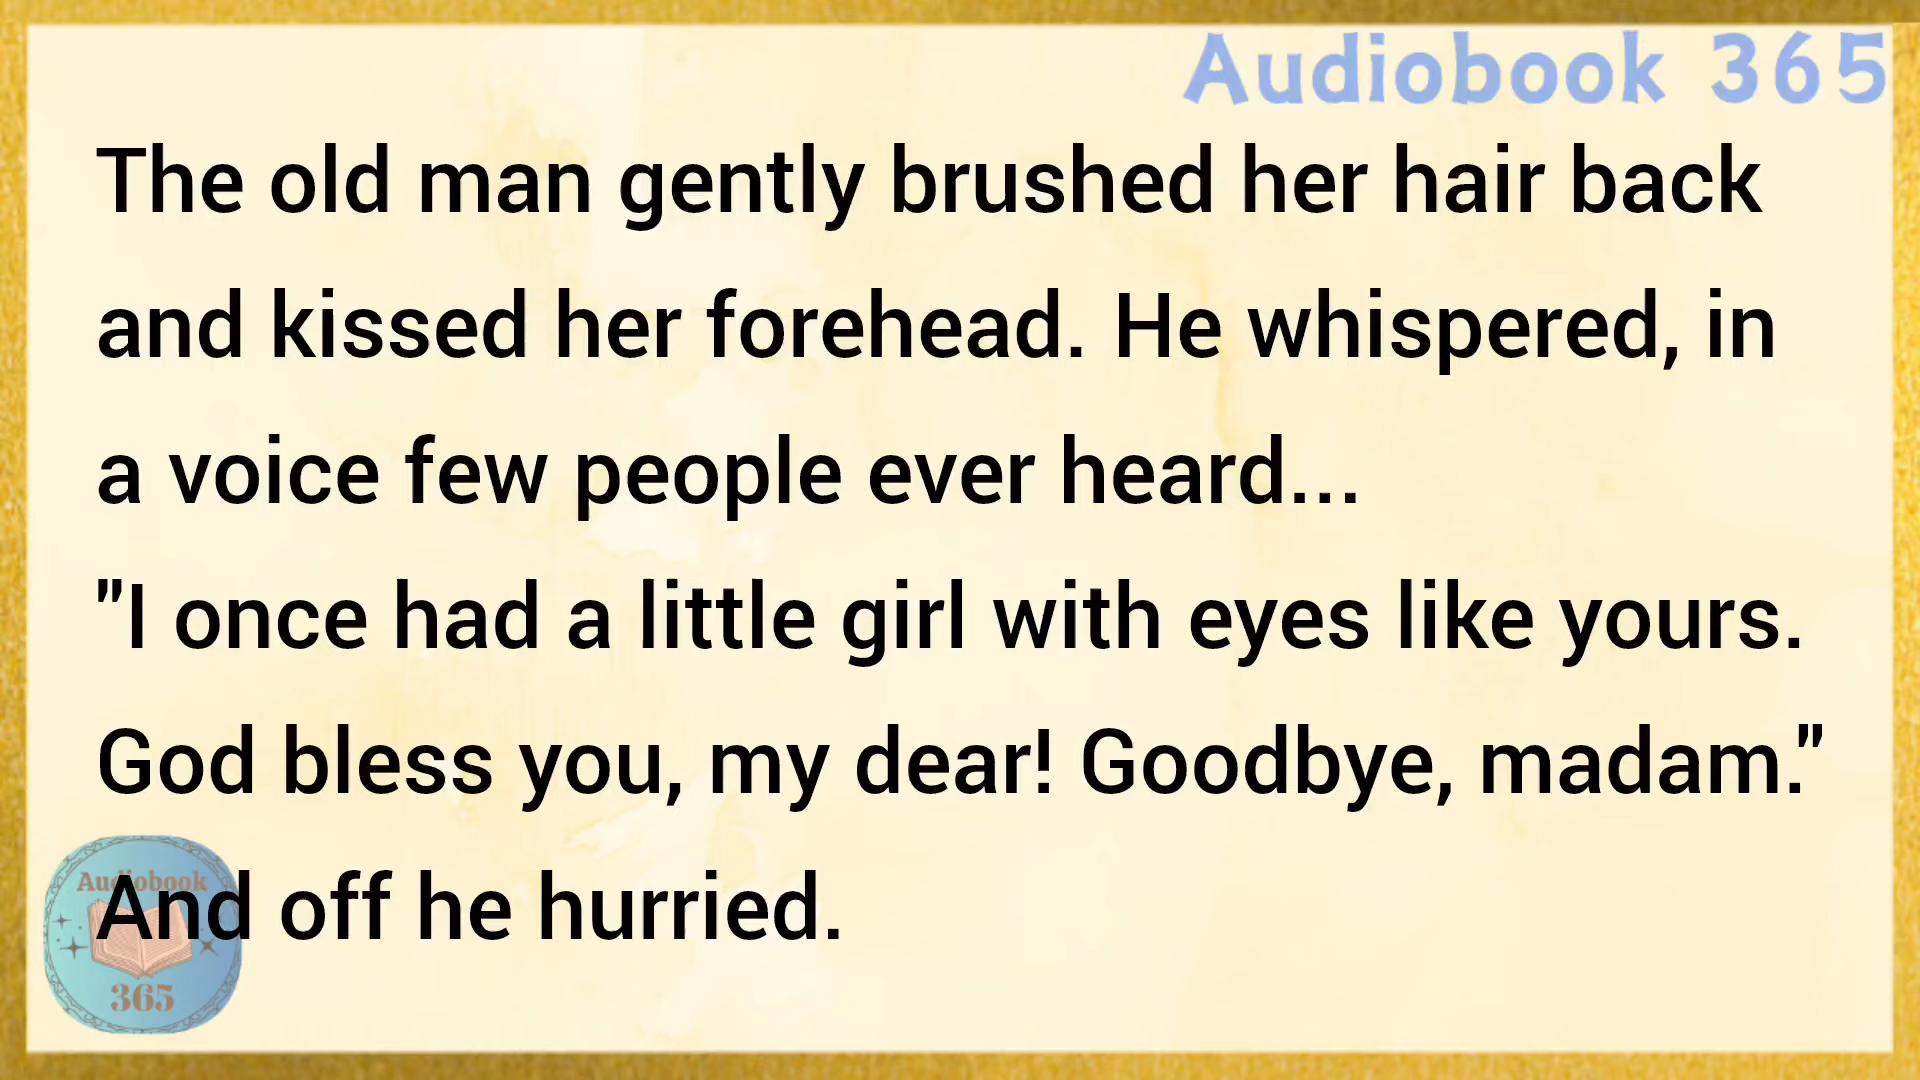 Audiobook 365
The old man gently brushed her hair back
and kissed her forehead. He whispered, in
a voice few people ever heard...
"I once had a little girl with eyes like yours.
God bless you, my dear! Goodbye, madam."
And off he hurried.
Audiobook
365